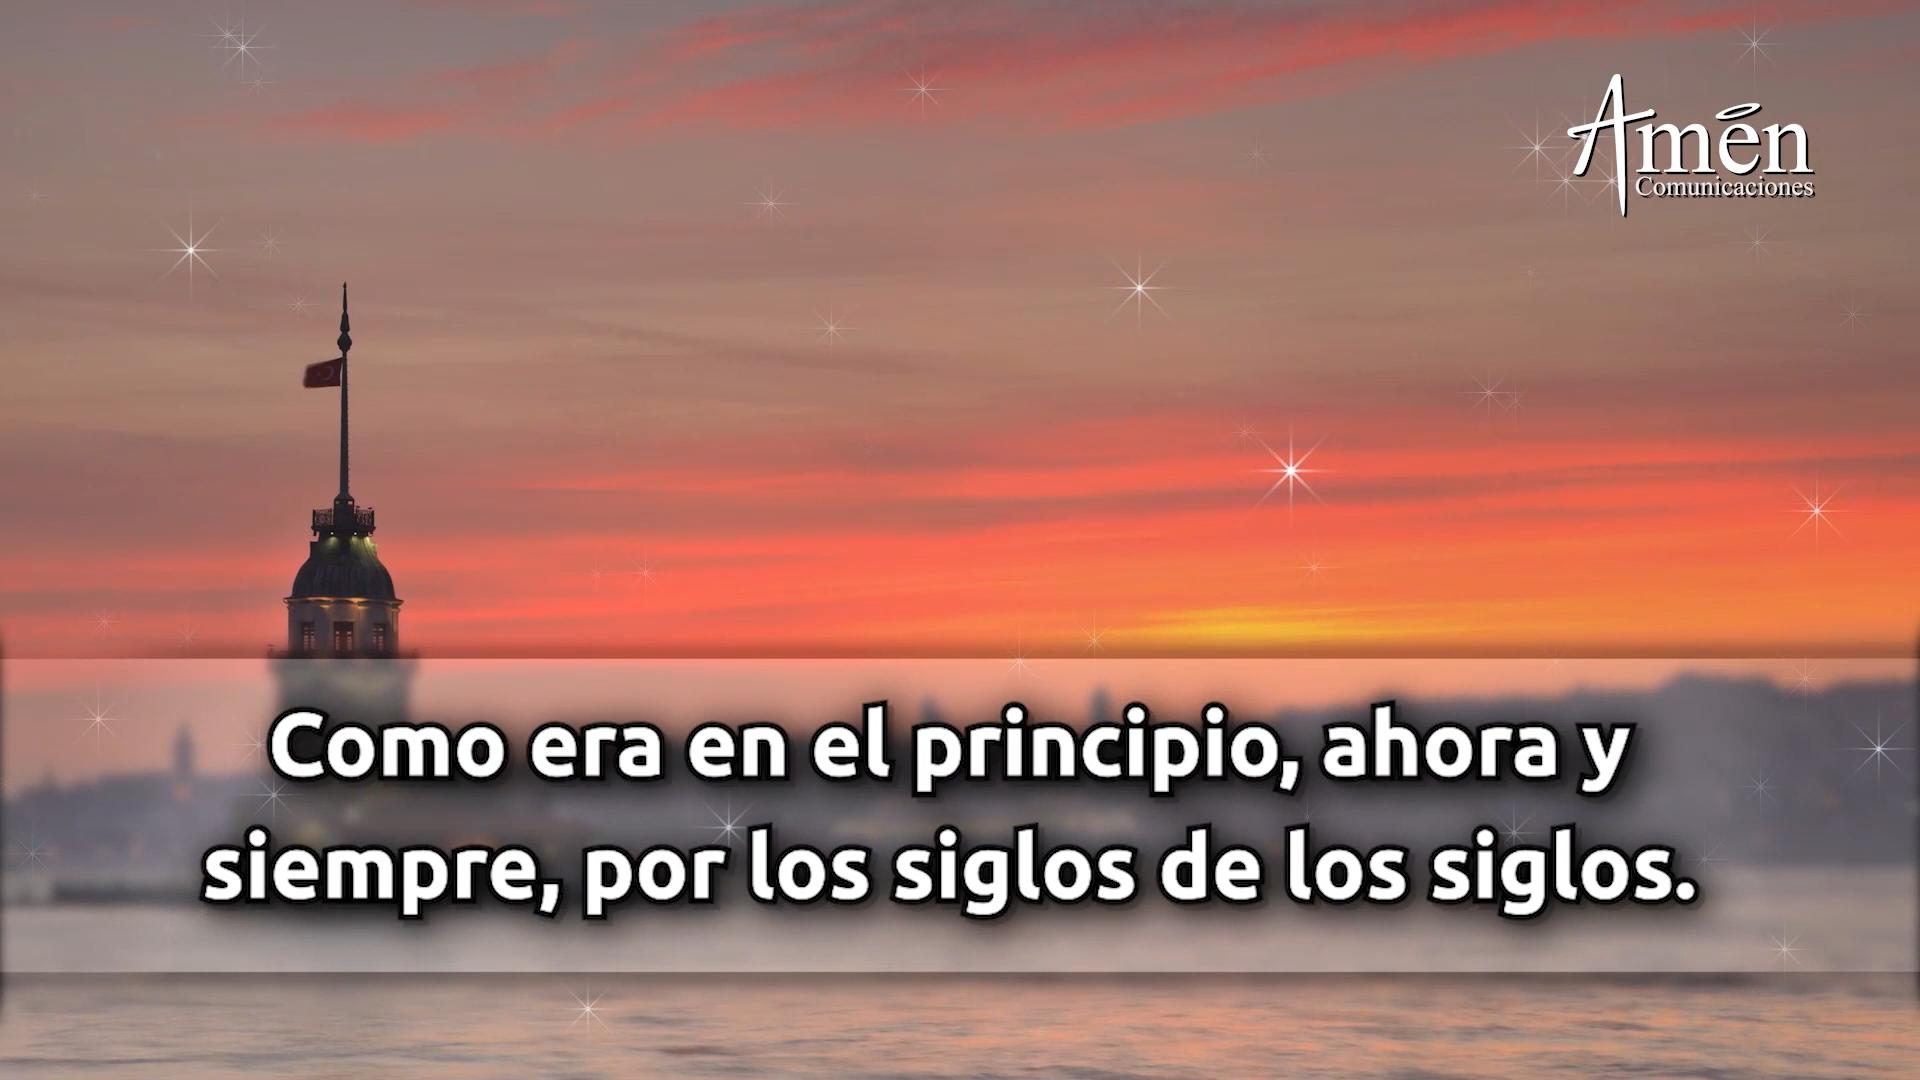 Amén
Comunicaciones
Como era en el principio, ahora y
siempre, por los siglos de los siglos.